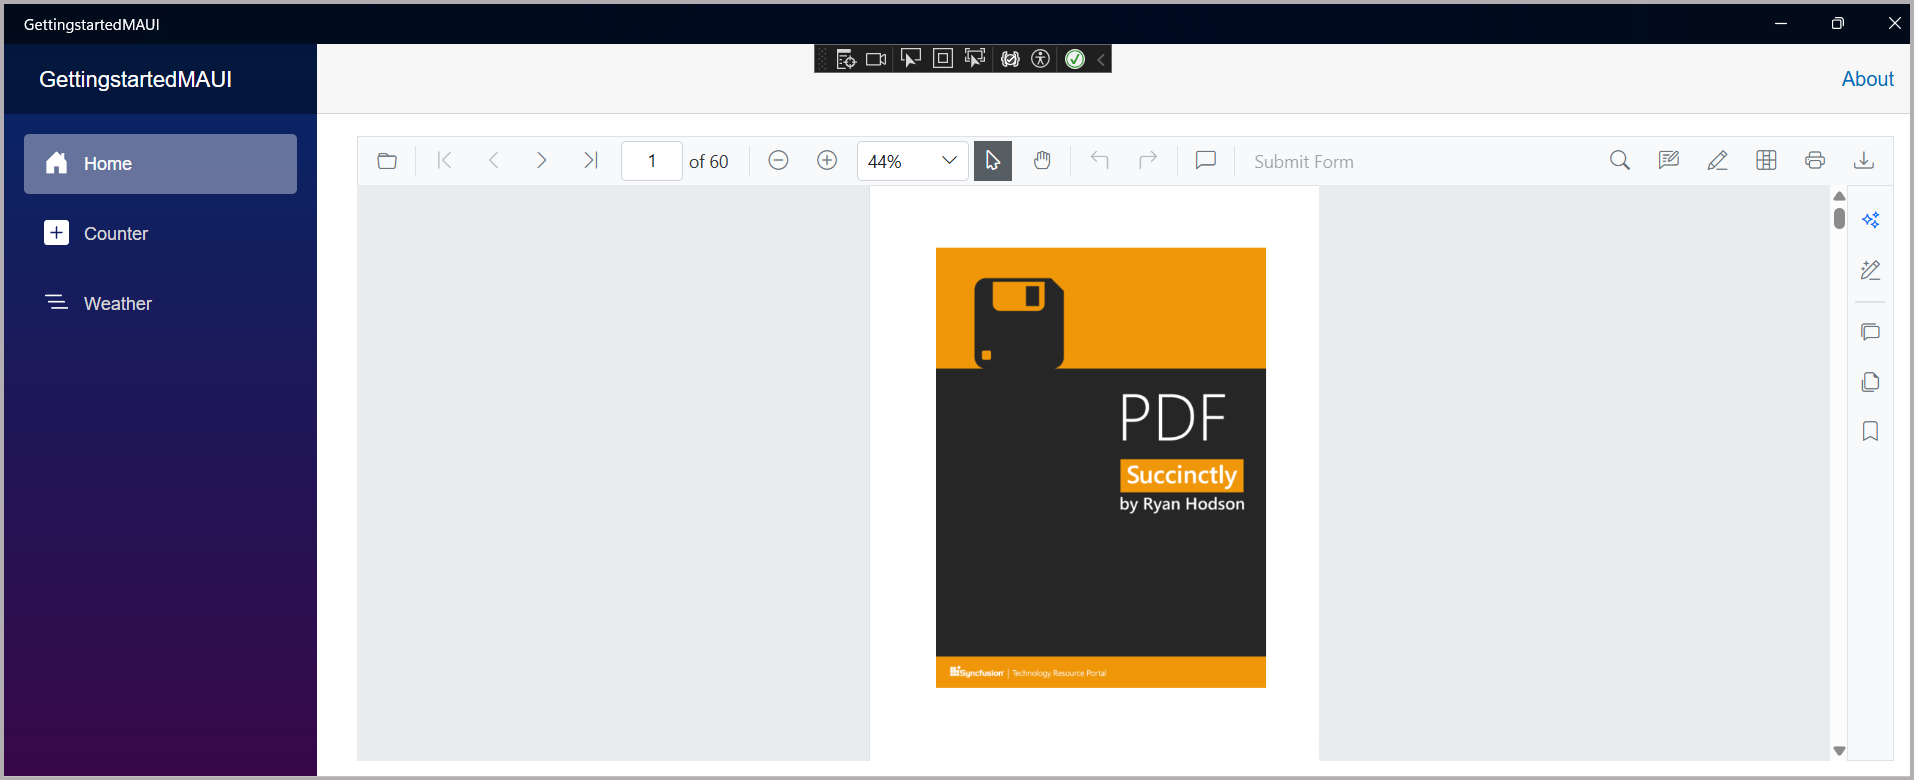 GettingstartedMAUI
GettingstartedMAUI
About
Home
Counter
Weather
1 of 60
44%
Submit Form
PDF
Succinctly
by Ryan Hodson
Syncfusion | Technology Resource Portal